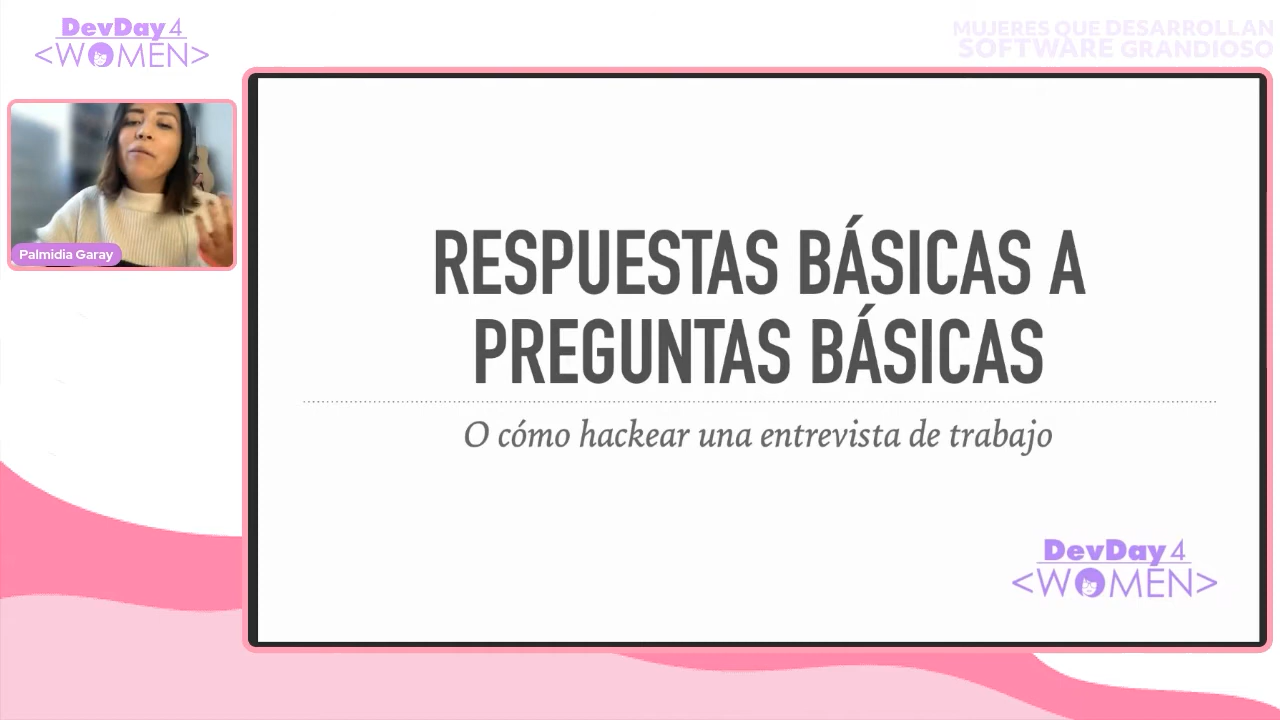 DevDay 4
<WOMEN>
MUJERES QUE DESARROLLAN
SOFTWARE GRANDIOSO
Palmidia Garay
RESPUESTAS BÁSICAS A
PREGUNTAS BÁSICAS
O cómo hackear una entrevista de trabajo
DevDay 4
<WOMEN>